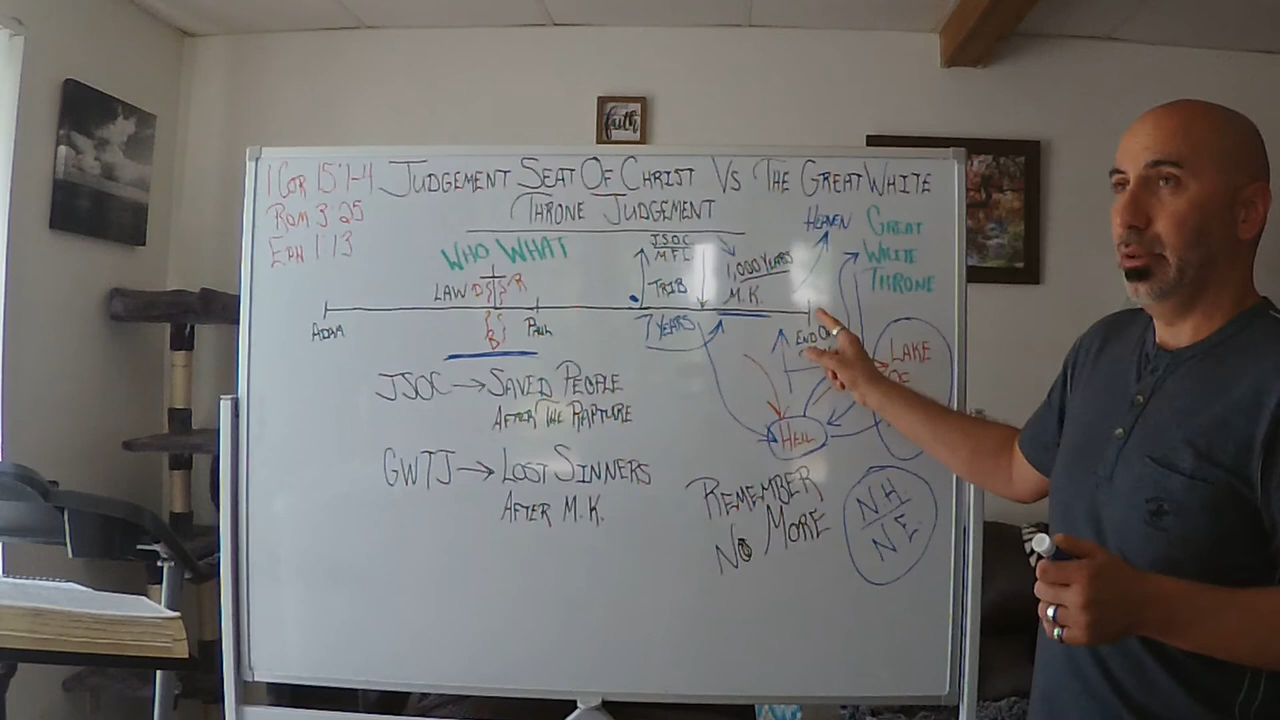 faith
1 COR 15:1-4
ROM 3:25
EPH 1:13
JUDGEMENT SEAT OF CHRIST VS THE GREAT WHITE
THRONE JUDGEMENT
WHO WHAT
HEAVEN
GREAT
WHITE
THRONE
JSOC
MFL
TRIB
1,000 YEARS
M.K.
LAW D R
B
ADAM
PAUL
7 YEARS
END
LAKE
OF
HELL
JSOC → SAVED PEOPLE
AFTER THE RAPTURE
GWTJ → LOST SINNERS
AFTER M.K.
REMEMBER
NO MORE
N.H.
N.E.